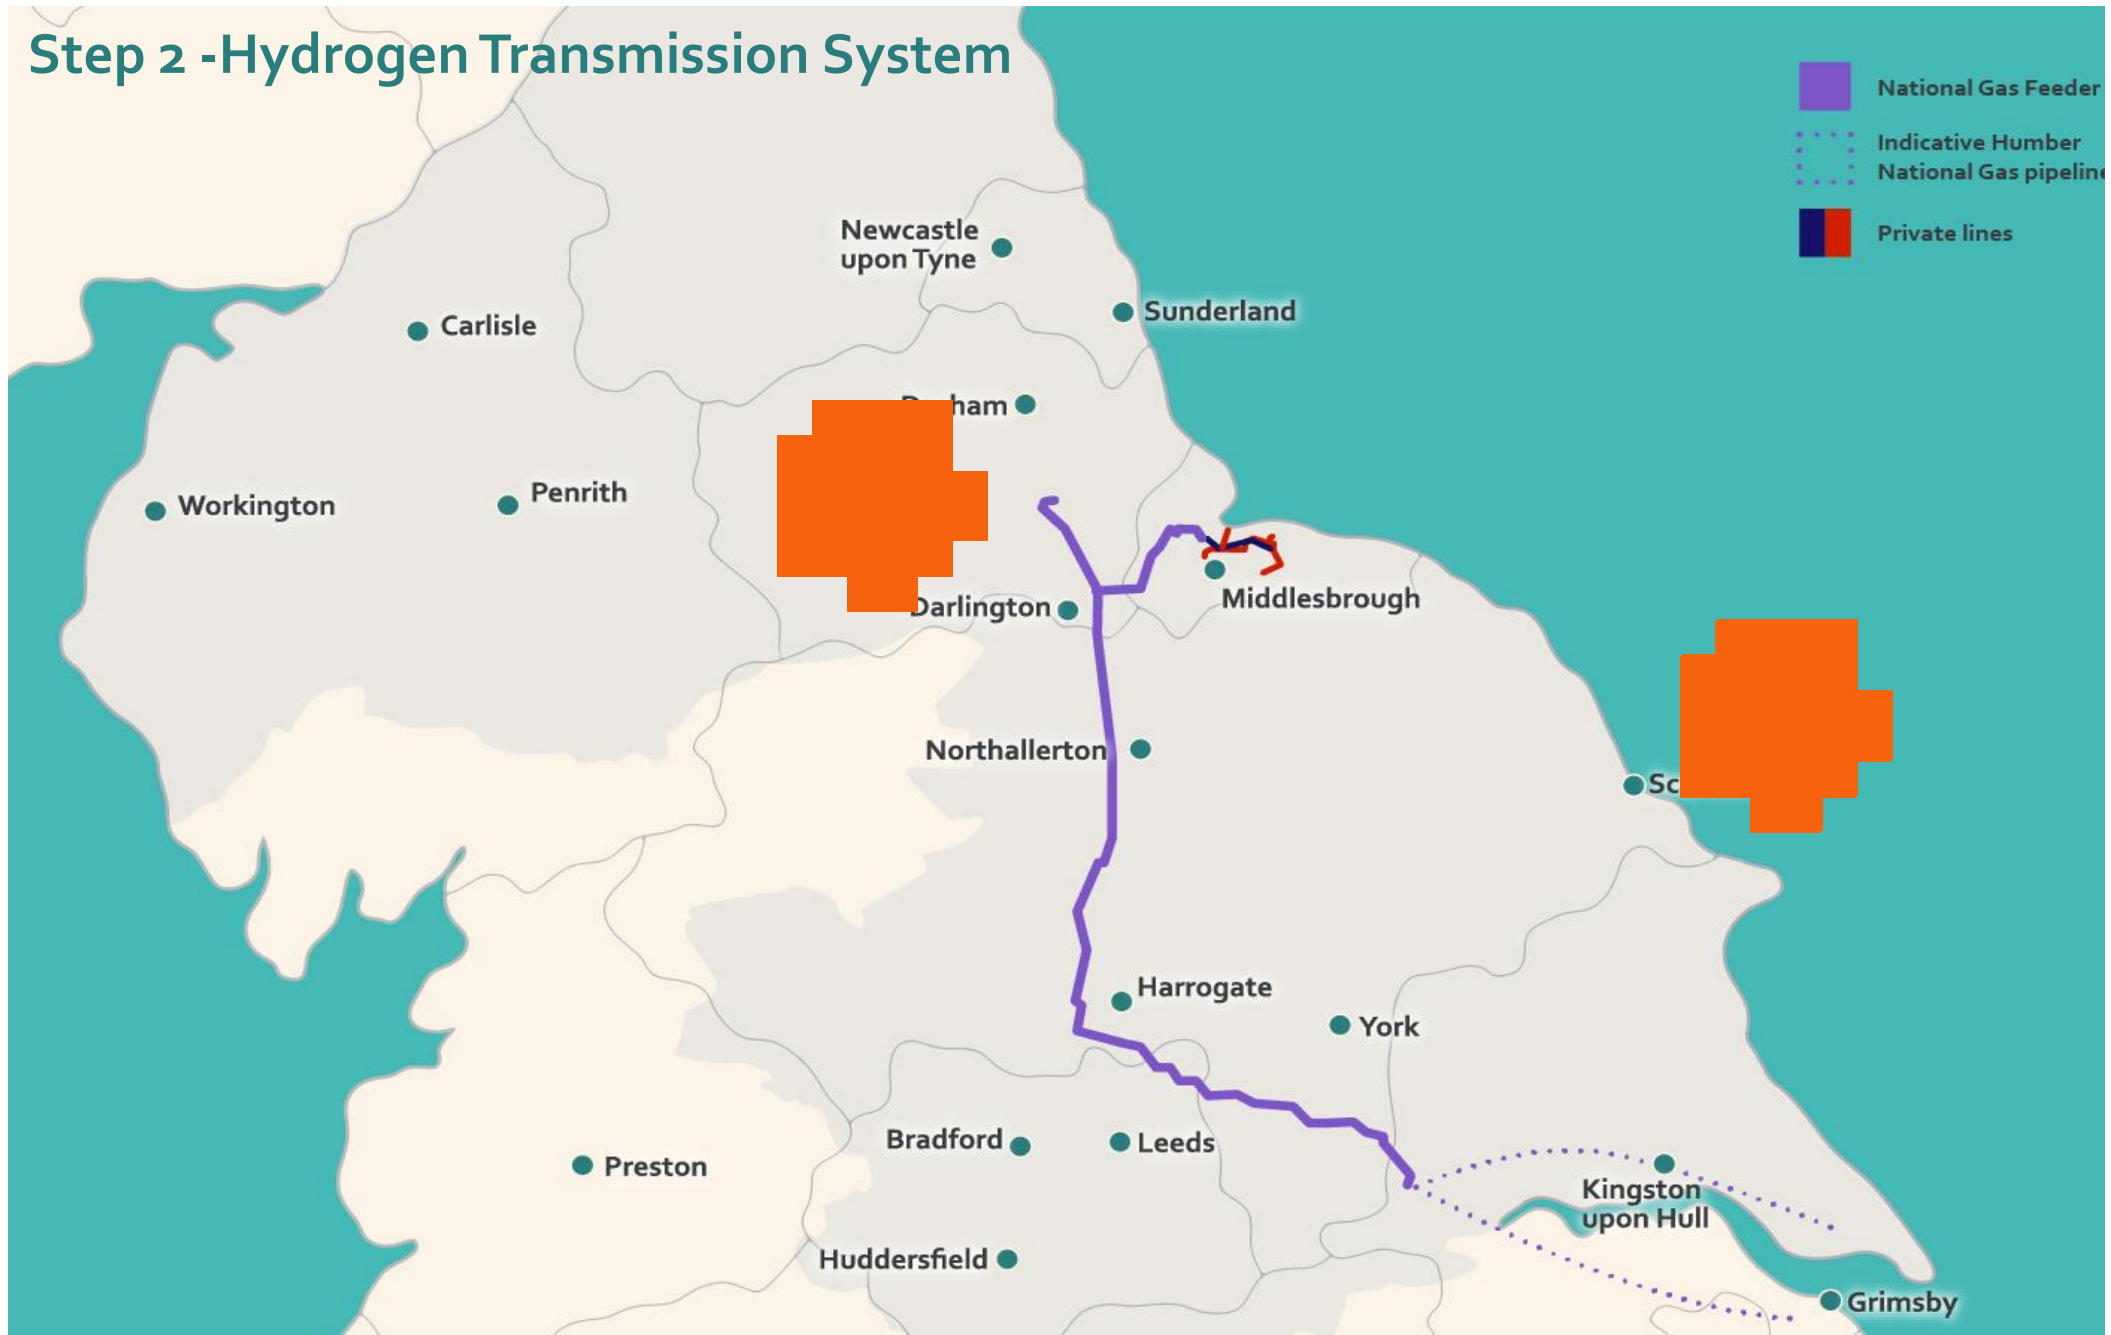 Step 2 -Hydrogen Transmission System
National Gas Feeder
Indicative Humber
National Gas pipeline
Private lines
Newcastle
upon Tyne
Sunderland
Carlisle
Workington
Penrith
Darlington
Middlesbrough
Northallerton
Harrogate
York
Bradford
Leeds
Preston
Kingston
upon Hull
Huddersfield
Grimsby